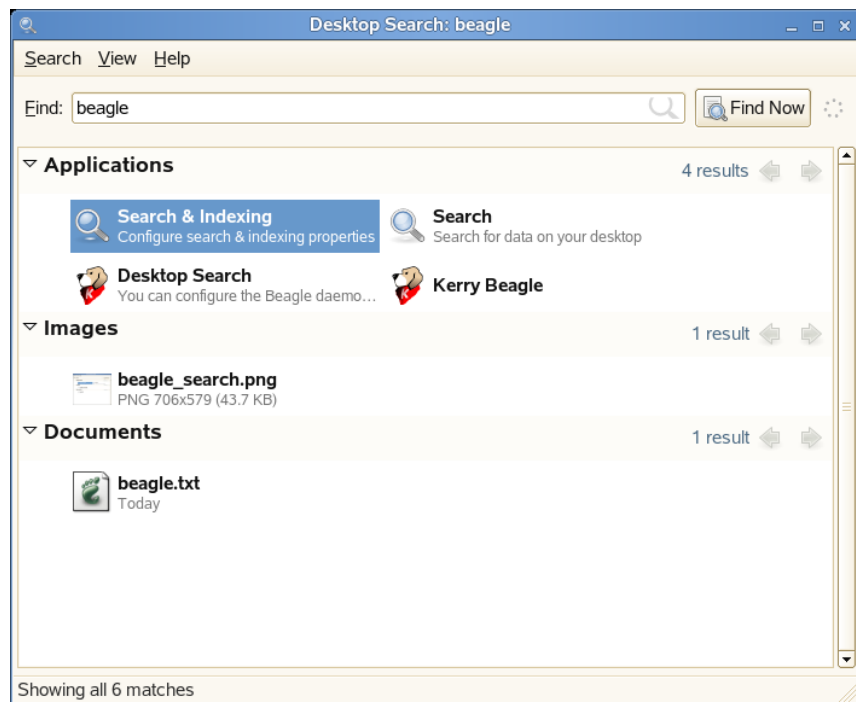 Desktop Search: beagle
Search View Help
Find: beagle Find Now
Applications 4 results
Search & Indexing Search
Configure search & indexing properties Search for data on your desktop
Desktop Search Kerry Beagle
You can configure the Beagle daemo...
Images 1 result
beagle_search.png
PNG 706x579 (43.7 KB)
Documents 1 result
beagle.txt
Today
Showing all 6 matches